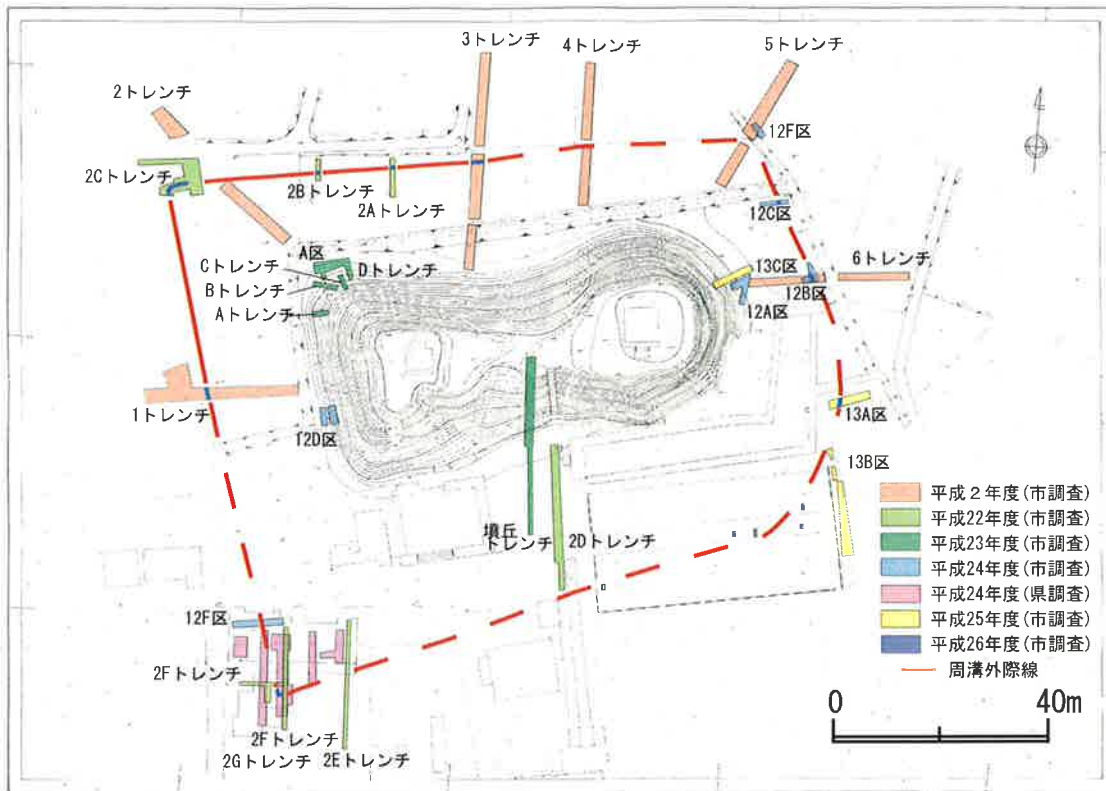 3トレンチ
4トレンチ
5トレンチ
2トレンチ
12F区
2Cトレンチ
2Bトレンチ
2Aトレンチ
12C区
A区
Cトレンチ
Dトレンチ
Bトレンチ
Aトレンチ
13C区
6トレンチ
12B区
12A区
1トレンチ
12D区
13A区
13B区
墳丘
トレンチ
2Dトレンチ
12F区
2Fトレンチ
2Fトレンチ
2Gトレンチ
2Eトレンチ
平成2年度(市調査)
平成22年度(市調査)
平成23年度(市調査)
平成24年度(市調査)
平成24年度(県調査)
平成25年度(市調査)
平成26年度(市調査)
周溝外際線
0
40m